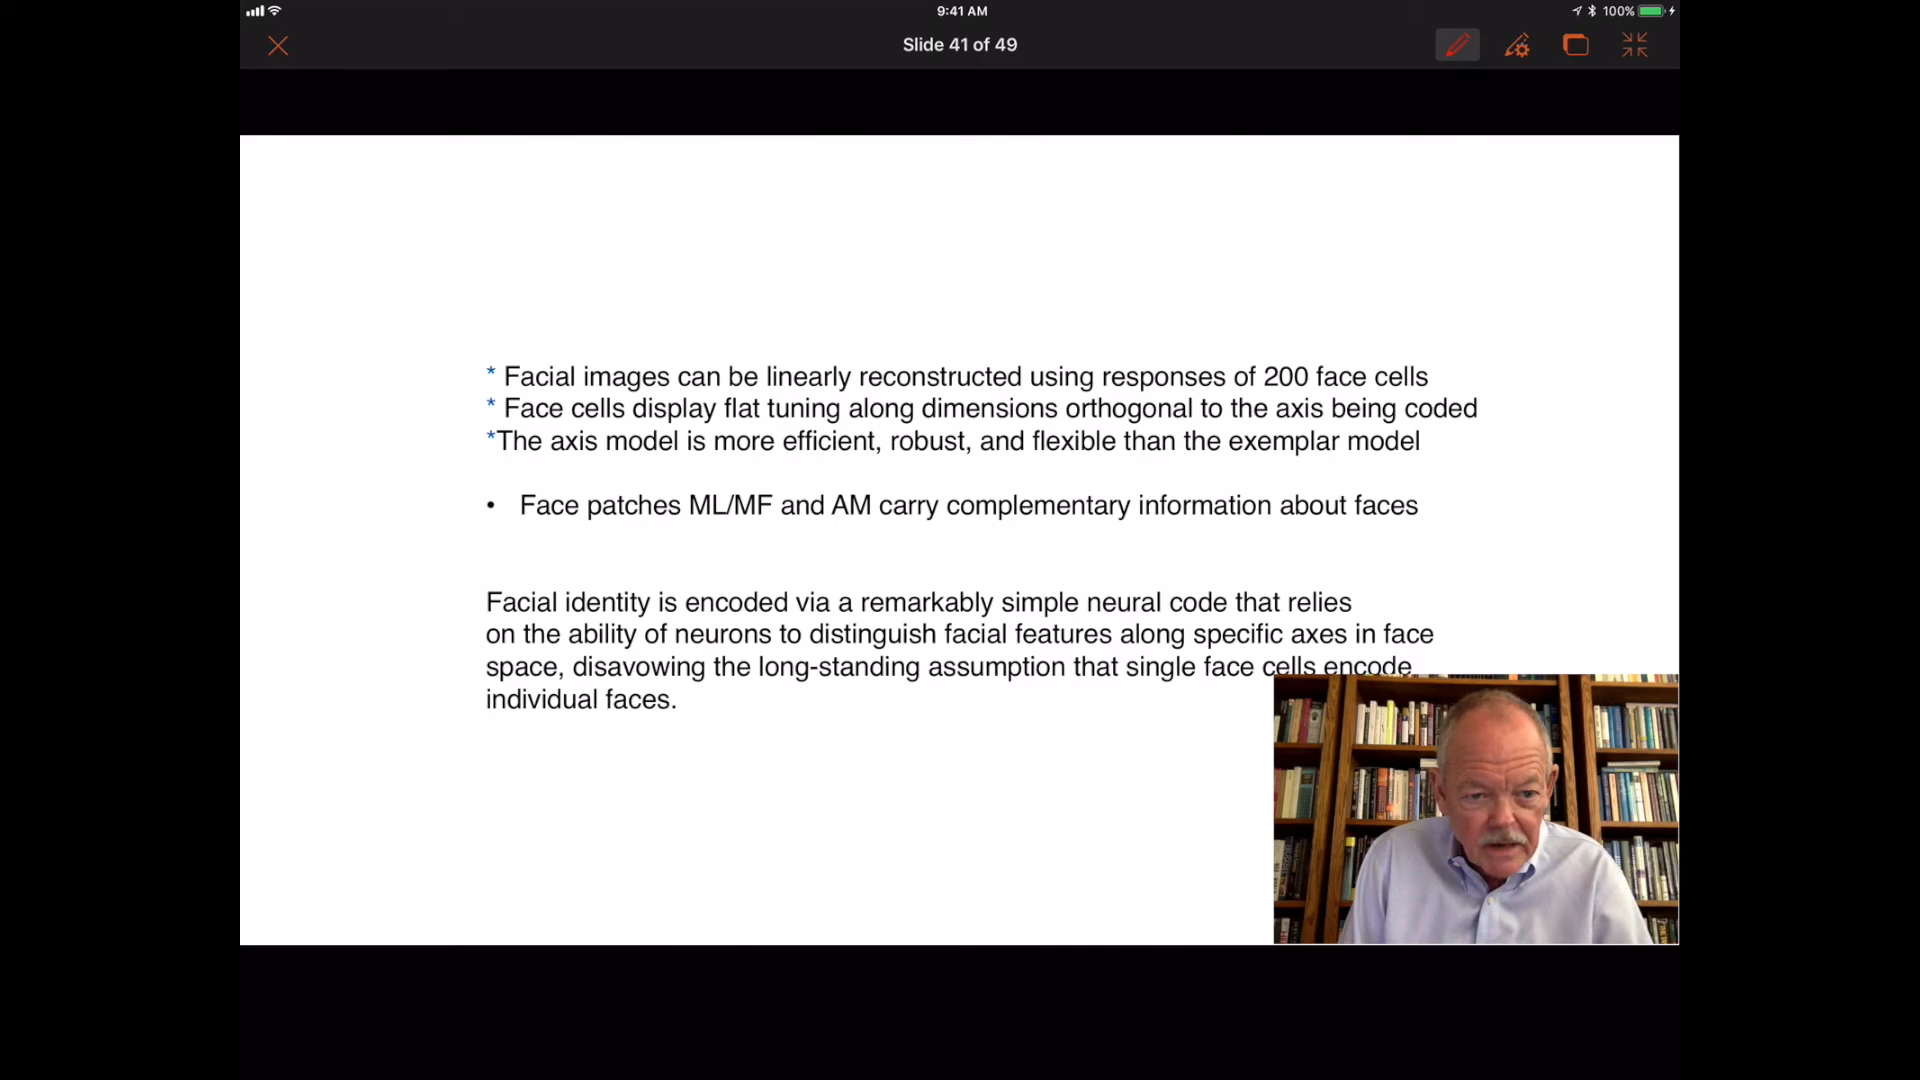 9:41 AM
100%
Slide 41 of 49
* Facial images can be linearly reconstructed using responses of 200 face cells
* Face cells display flat tuning along dimensions orthogonal to the axis being coded
*The axis model is more efficient, robust, and flexible than the exemplar model
• Face patches ML/MF and AM carry complementary information about faces
Facial identity is encoded via a remarkably simple neural code that relies
on the ability of neurons to distinguish facial features along specific axes in face
space, disavowing the long-standing assumption that single face cells encode
individual faces.